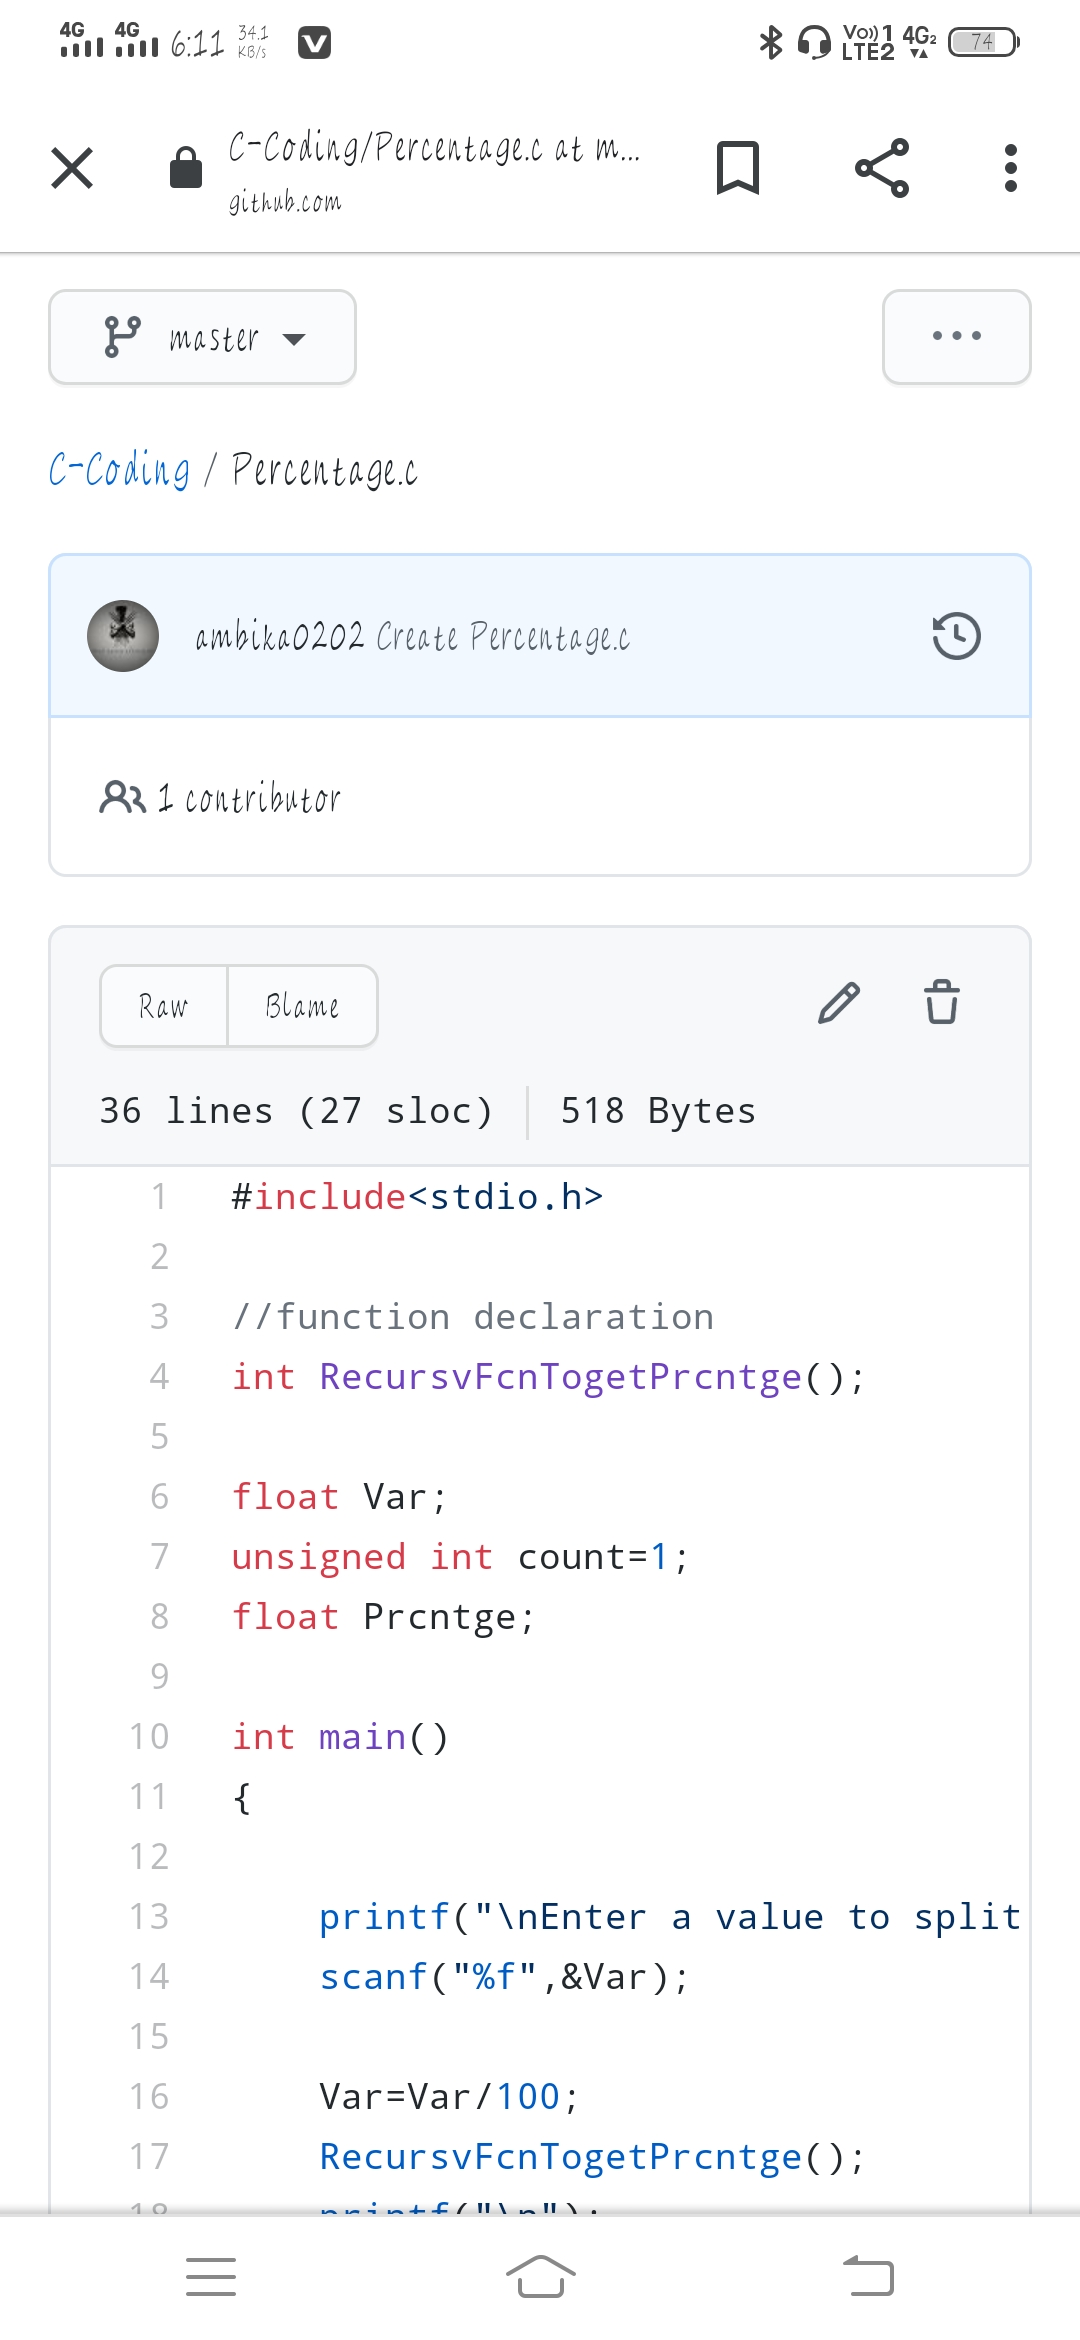 4G 4G 6:11 34.1 KB/s Vo)) 1 LTE2 4G2 74
C-Coding/Percentage.c at m...
github.com
master
C-Coding / Percentage.c
ambika0202 Create Percentage.c
1 contributor
Raw Blame
36 lines (27 sloc) 518 Bytes
1 #include<stdio.h>
2
3 //function declaration
4 int RecursvFcnTogetPrcntge();
5
6 float Var;
7 unsigned int count=1;
8 float Prcntge;
9
10 int main()
11 {
12
13 printf("\nEnter a value to split
14 scanf("%f",&Var);
15
16 Var=Var/100;
17 RecursvFcnTogetPrcntge();
18 printf("\n");